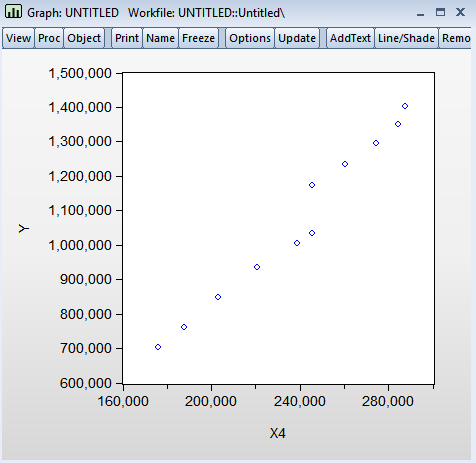 Graph: UNTITLED Workfile: UNTITLED::Untitled\
View Proc Object Print Name Freeze Options Update AddText Line/Shade Remo
1,500,000
1,400,000
1,300,000
1,200,000
1,100,000
Y
1,000,000
900,000
800,000
700,000
600,000
160,000 200,000 240,000 280,000
X4